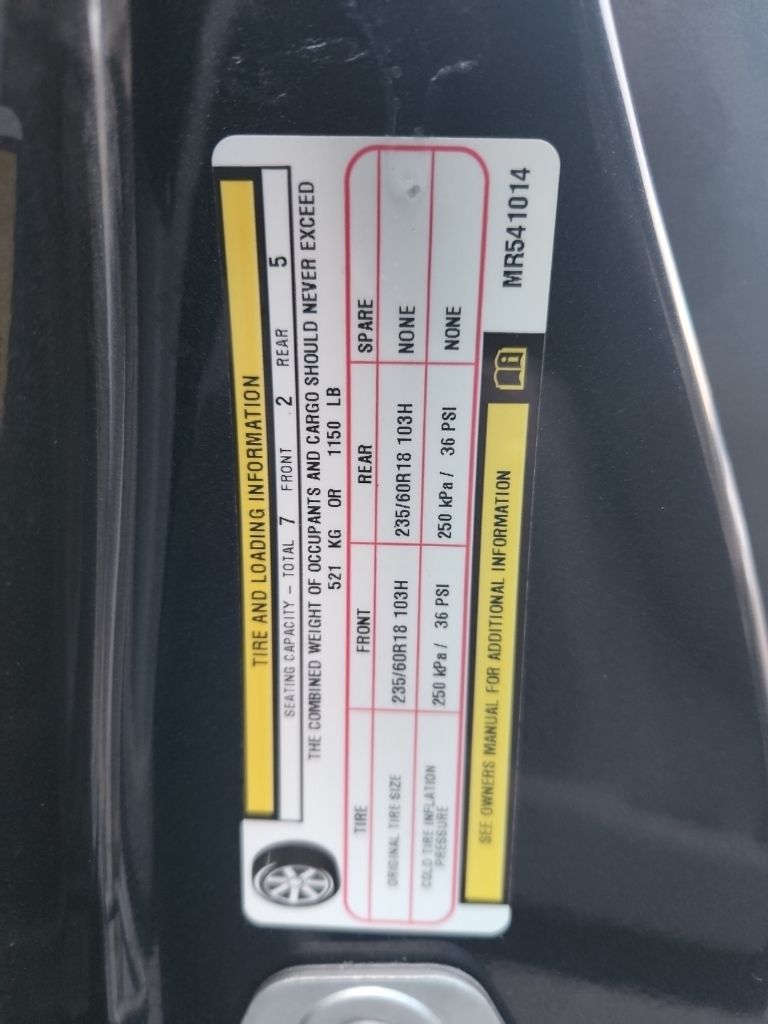 TIRE AND LOADING INFORMATION
SEATING CAPACITY – TOTAL 7 FRONT 2 REAR 5
THE COMBINED WEIGHT OF OCCUPANTS AND CARGO SHOULD NEVER EXCEED
521 KG OR 1150 LB
TIRE FRONT REAR SPARE
ORIGINAL TIRE SIZE 235/60R18 103H 235/60R18 103H NONE
COLD TIRE INFLATION PRESSURE 250 kPa / 36 PSI 250 kPa / 36 PSI NONE
SEE OWNERS MANUAL FOR ADDITIONAL INFORMATION
MR541014